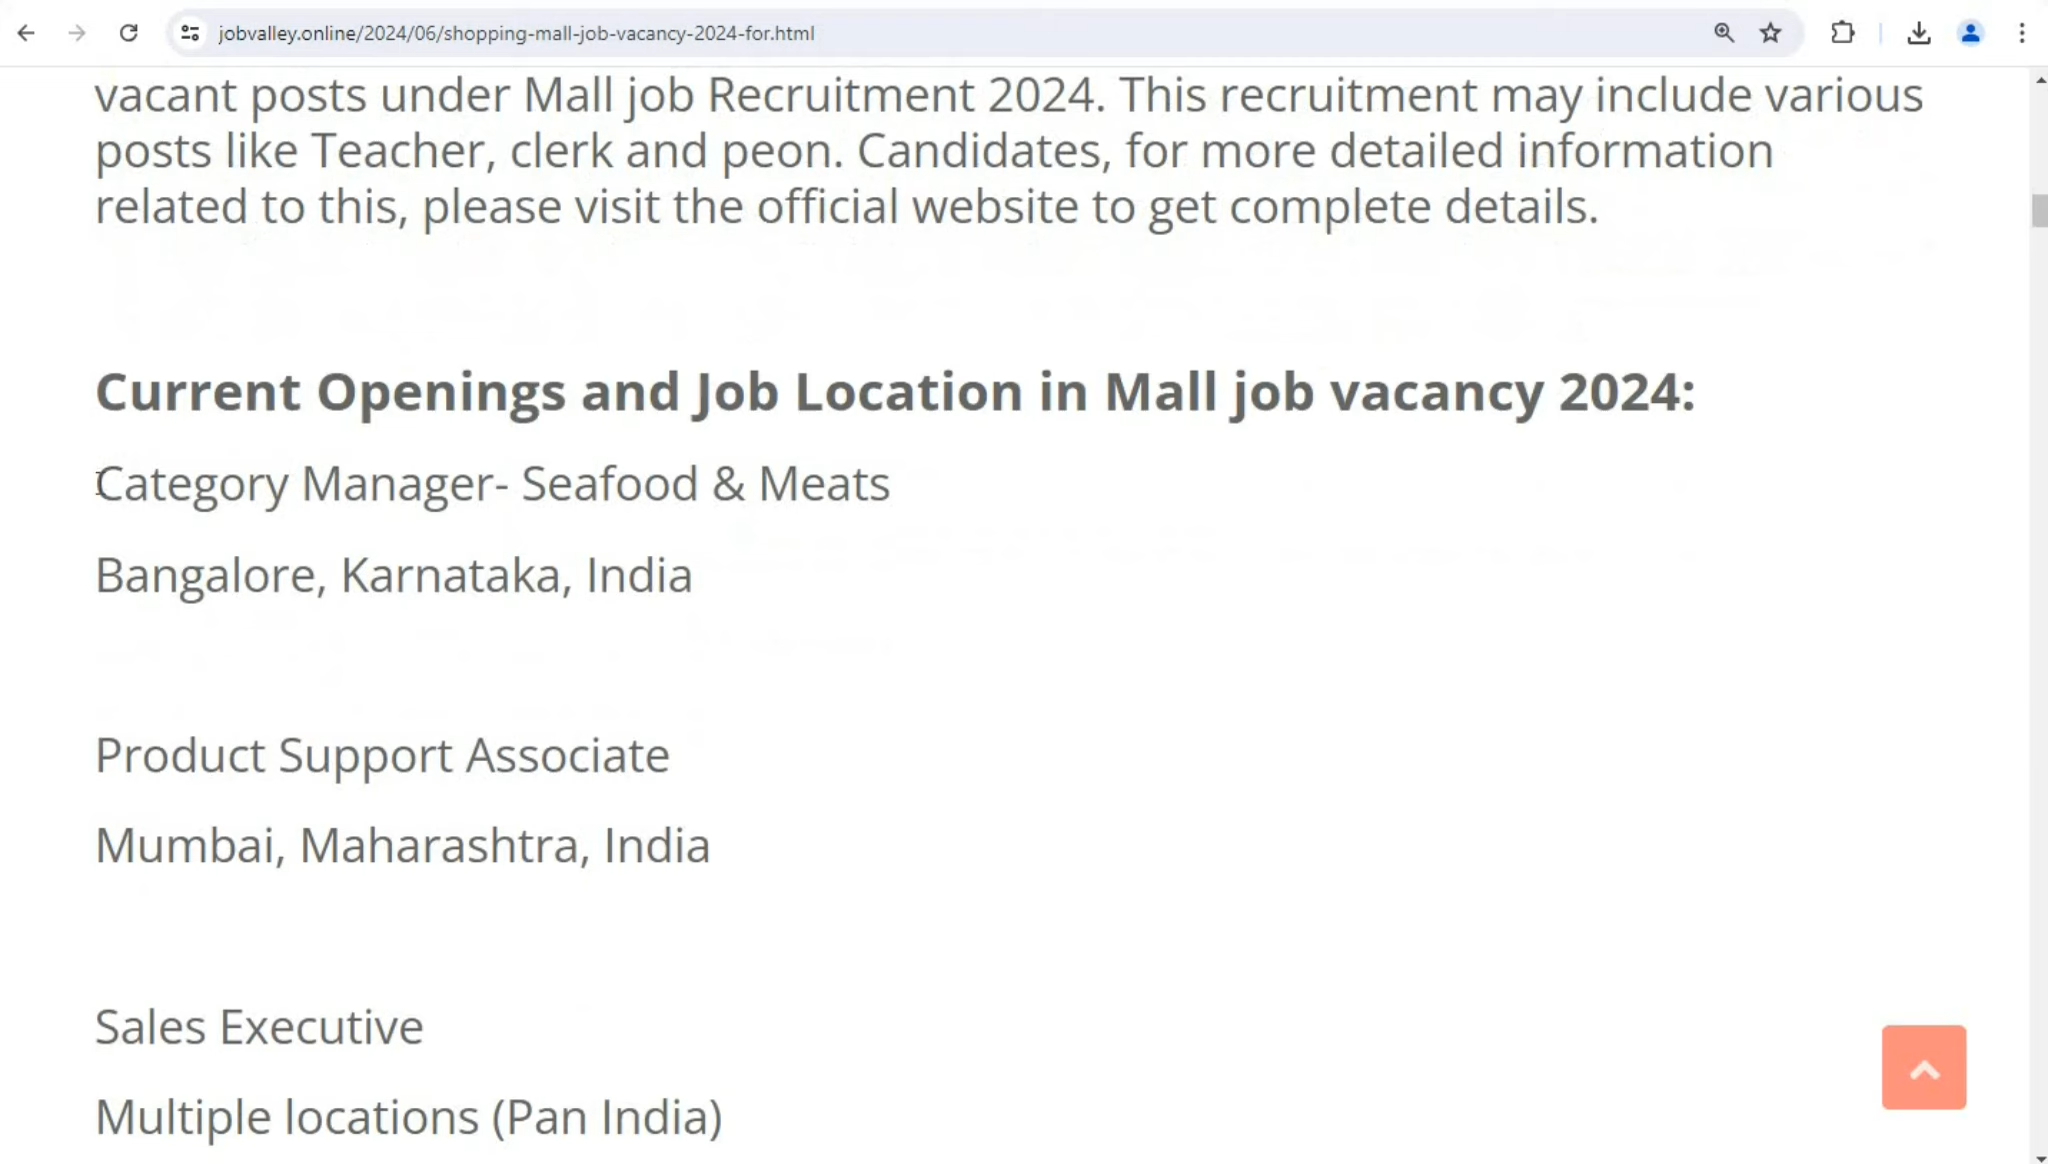 jobvalley.online/2024/06/shopping-mall-job-vacancy-2024-for.html
vacant posts under Mall job Recruitment 2024. This recruitment may include various
posts like Teacher, clerk and peon. Candidates, for more detailed information
related to this, please visit the official website to get complete details.
Current Openings and Job Location in Mall job vacancy 2024:
Category Manager- Seafood & Meats
Bangalore, Karnataka, India
Product Support Associate
Mumbai, Maharashtra, India
Sales Executive
Multiple locations (Pan India)